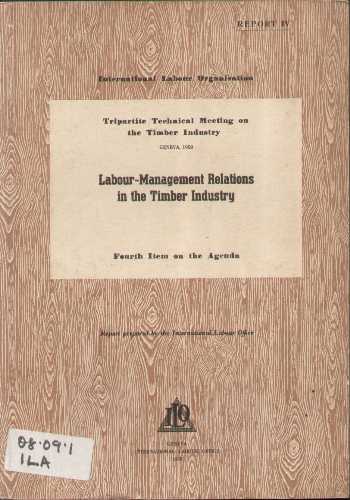 REPORT IV
International Labour Organisation
Tripartite Technical Meeting on
the Timber Industry
GENEVA, 1958
Labour-Management Relations
in the Timber Industry
Fourth Item on the Agenda
Report prepared by the International Labour Office
ILO
GENEVA
INTERNATIONAL LABOUR OFFICE
1958
08.09.1
ILA